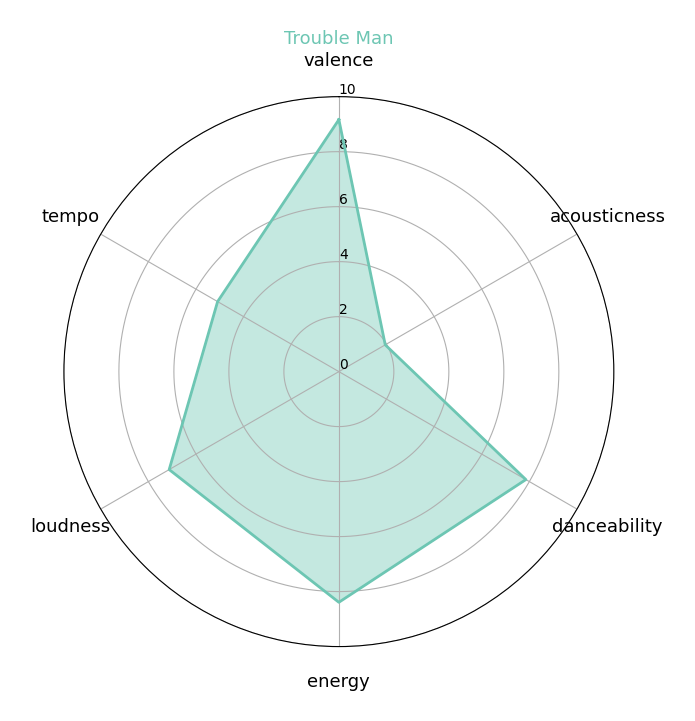 Trouble Man
valence
10
8
tempo
acousticness
6
4
2
0
loudness
danceability
energy